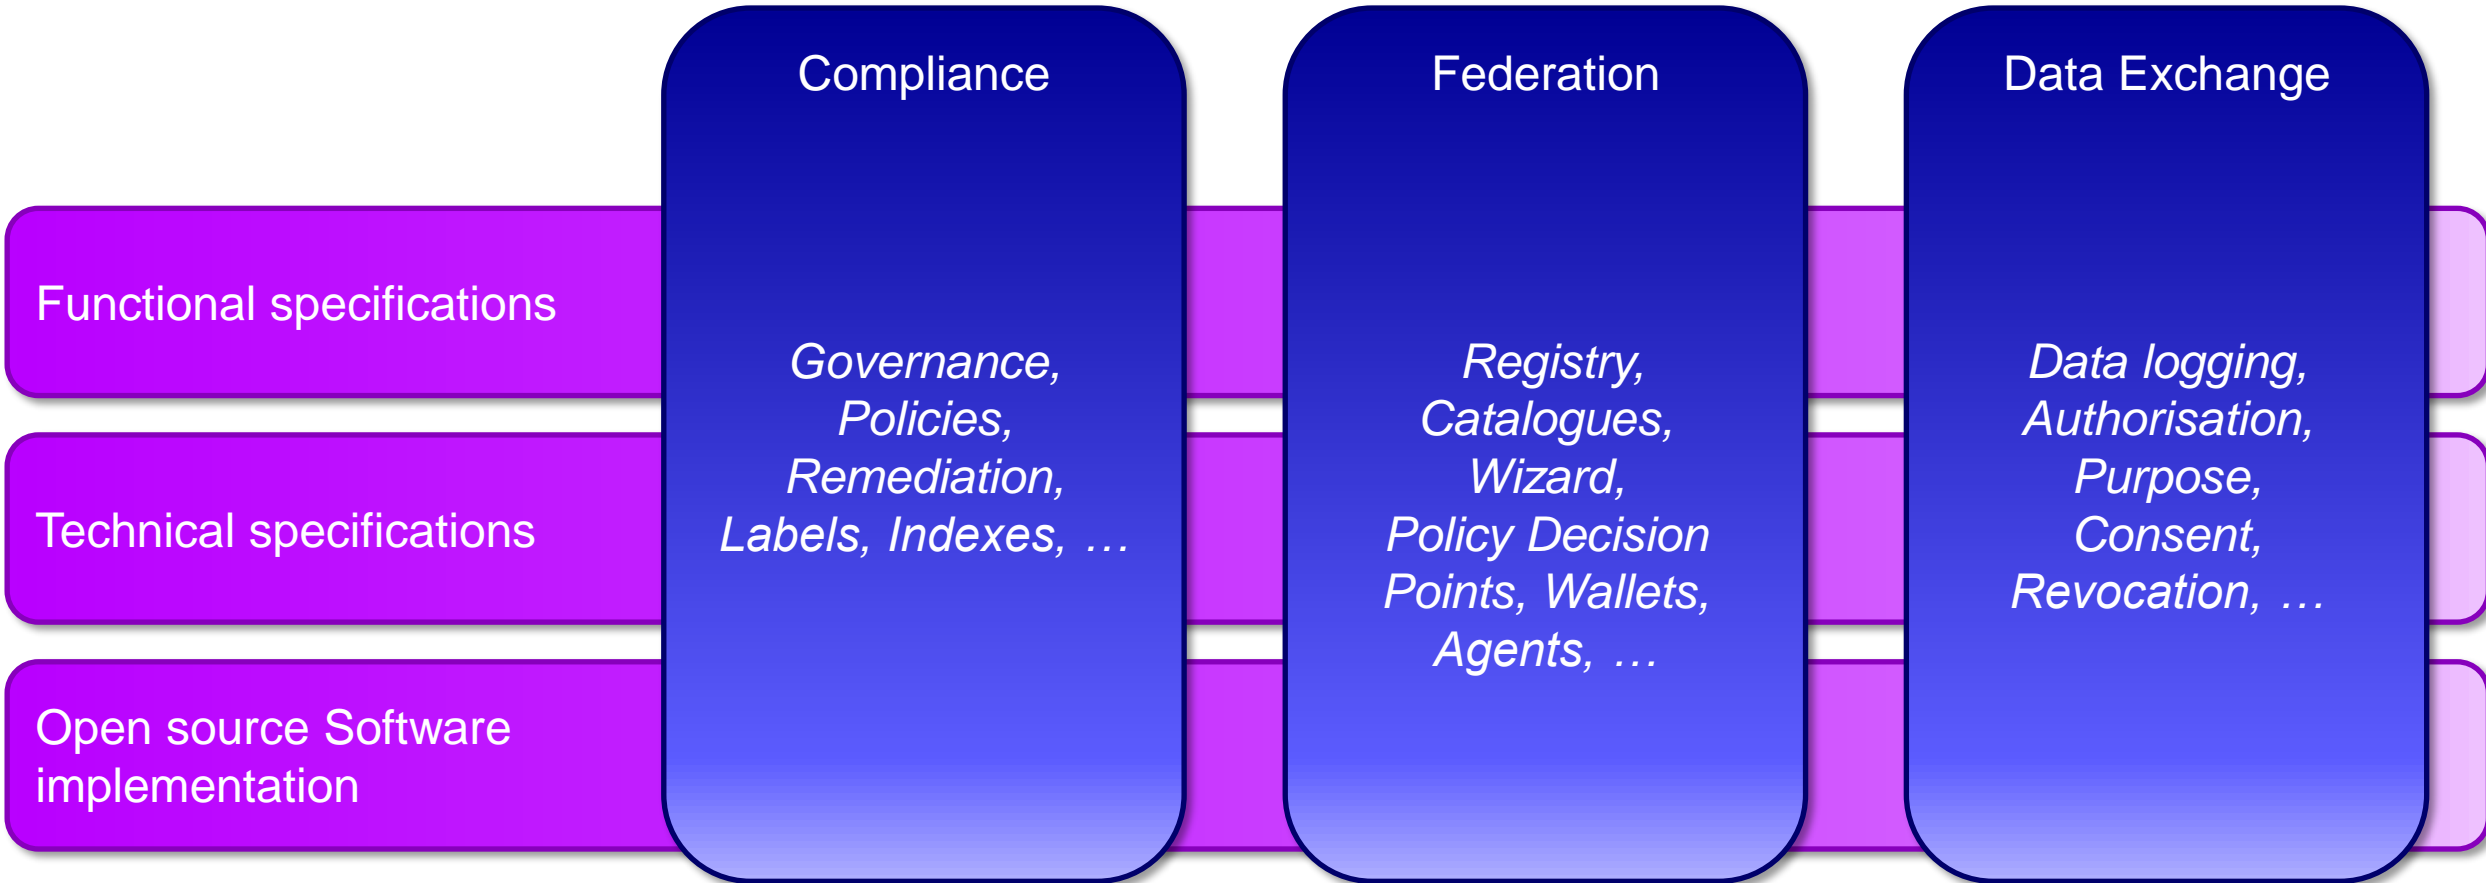 Compliance
Federation
Data Exchange
Functional specifications
Technical specifications
Open source Software
implementation
Governance,
Policies,
Remediation,
Labels, Indexes, …
Registry,
Catalogues,
Wizard,
Policy Decision
Points, Wallets,
Agents, …
Data logging,
Authorisation,
Purpose,
Consent,
Revocation, …